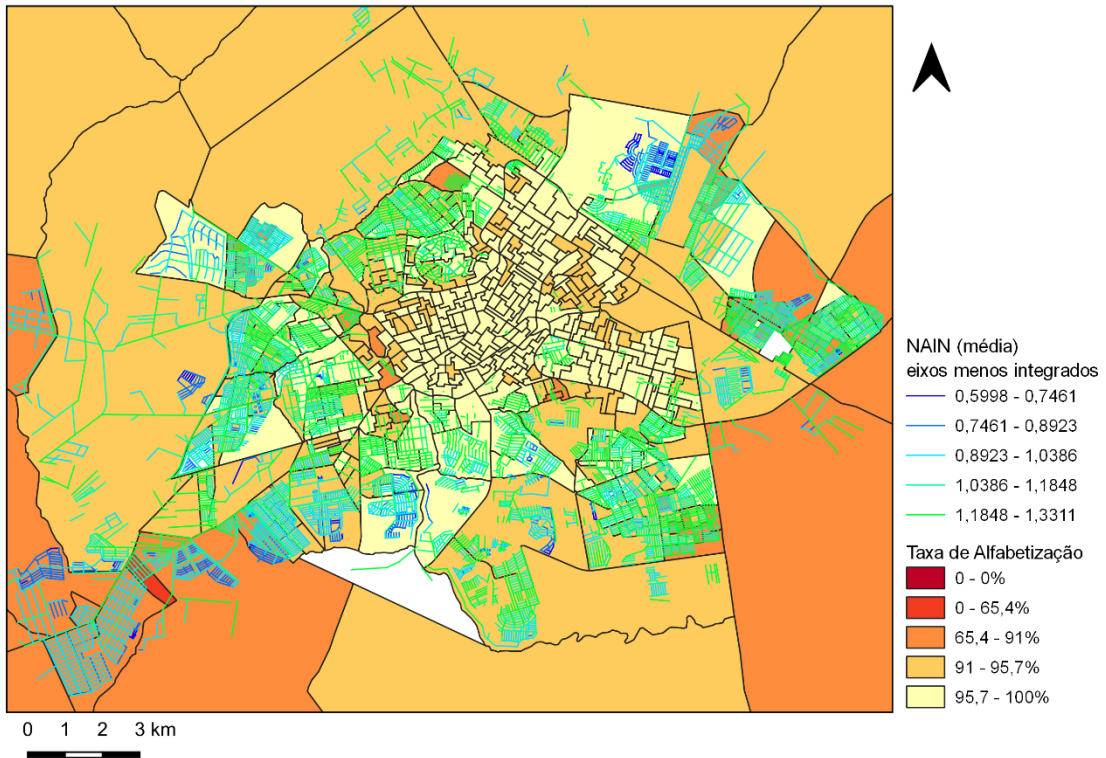 NAIN (média)
eixos menos integrados
0,5998 - 0,7461
0,7461 - 0,8923
0,8923 - 1,0386
1,0386 - 1,1848
1,1848 - 1,3311
Taxa de Alfabetização
0 - 0%
0 - 65,4%
65,4 - 91%
91 - 95,7%
95,7 - 100%
0 1 2 3 km